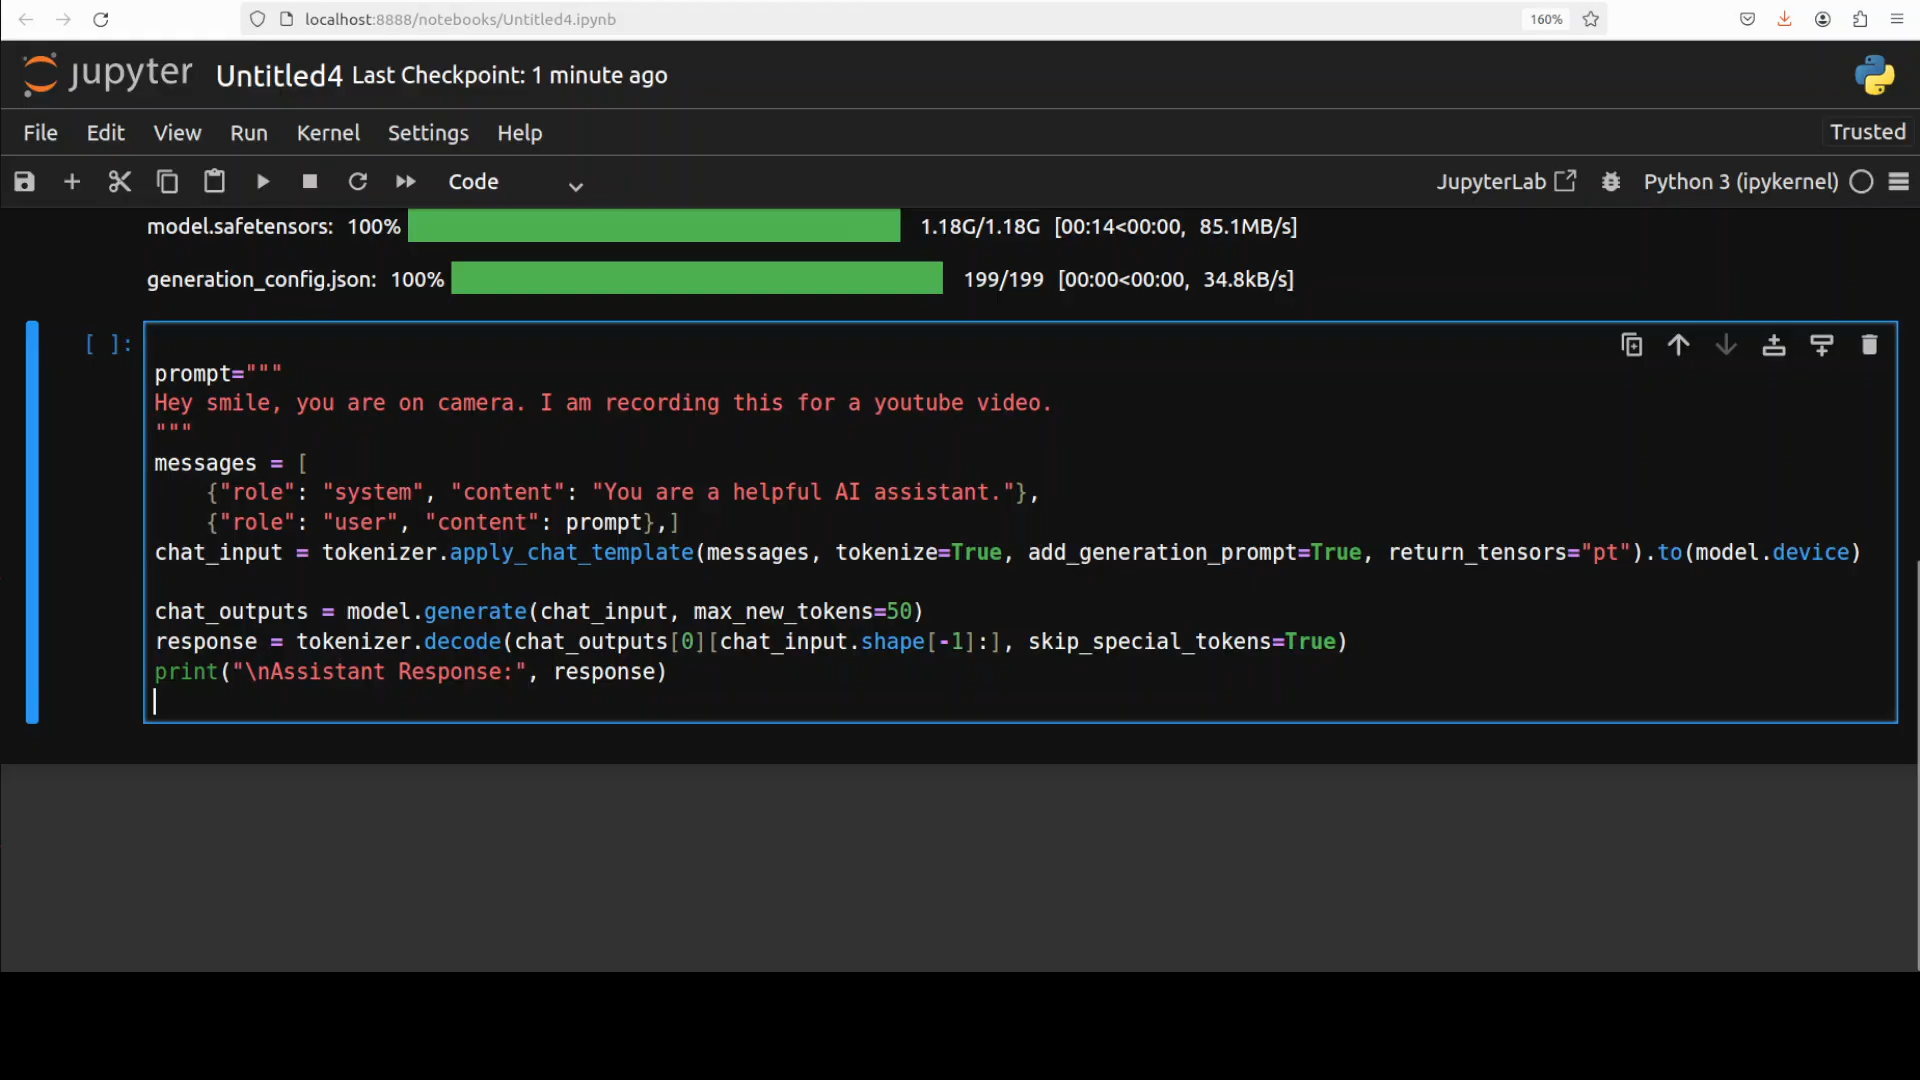 localhost:8888/notebooks/Untitled4.ipynb
160%
jupyter Untitled4 Last Checkpoint: 1 minute ago
File Edit View Run Kernel Settings Help
Trusted
Code
JupyterLab
Python 3 (ipykernel)
model.safetensors: 100% 1.18G/1.18G [00:14<00:00, 85.1MB/s]
generation_config.json: 100% 199/199 [00:00<00:00, 34.8kB/s]
[ ]:
prompt="""
Hey smile, you are on camera. I am recording this for a youtube video.
"""
messages = [
    {"role": "system", "content": "You are a helpful AI assistant."},
    {"role": "user", "content": prompt},]
chat_input = tokenizer.apply_chat_template(messages, tokenize=True, add_generation_prompt=True, return_tensors="pt").to(model.device)
chat_outputs = model.generate(chat_input, max_new_tokens=50)
response = tokenizer.decode(chat_outputs[0][chat_input.shape[-1]:], skip_special_tokens=True)
print("\nAssistant Response:", response)